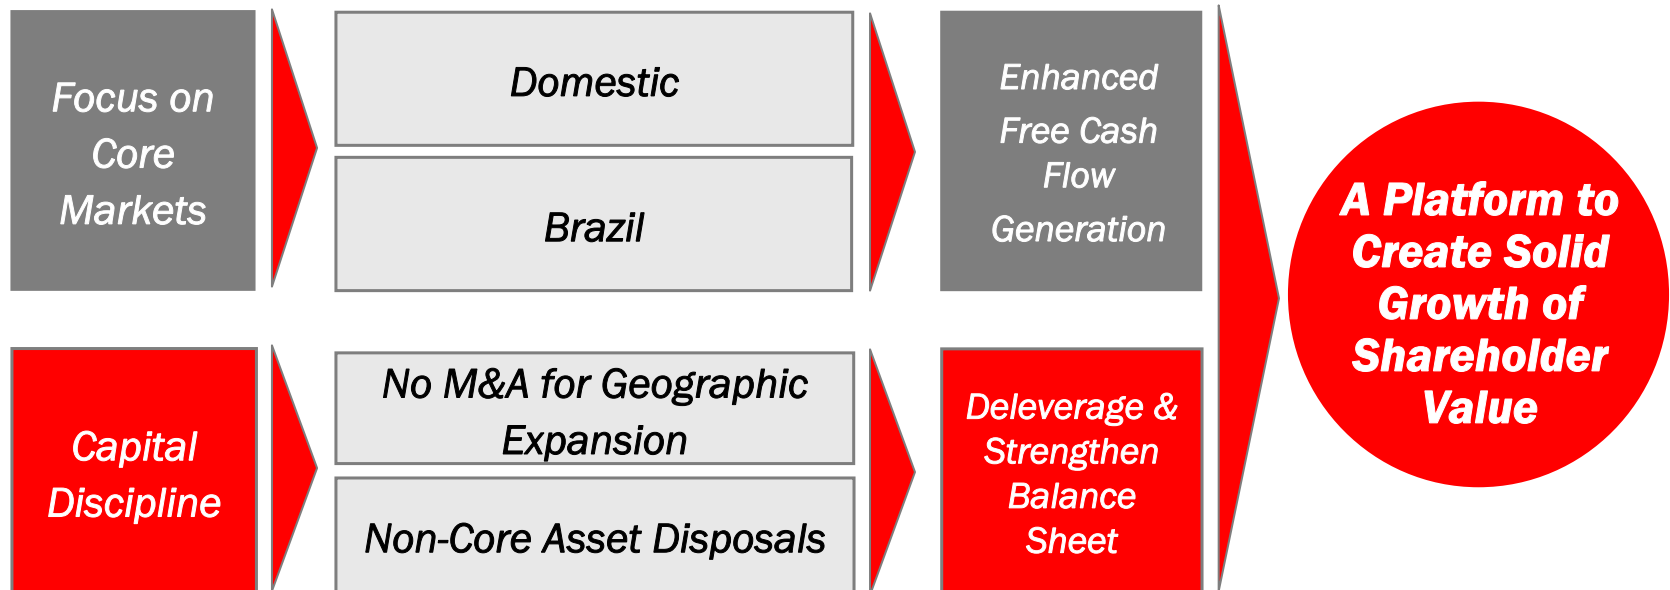 Focus on
Core
Markets
Domestic
Brazil
Enhanced
Free Cash
Flow
Generation
Capital
Discipline
No M&A for Geographic
Expansion
Non-Core Asset Disposals
Deleverage &
Strengthen
Balance
Sheet
A Platform to
Create Solid
Growth of
Shareholder
Value